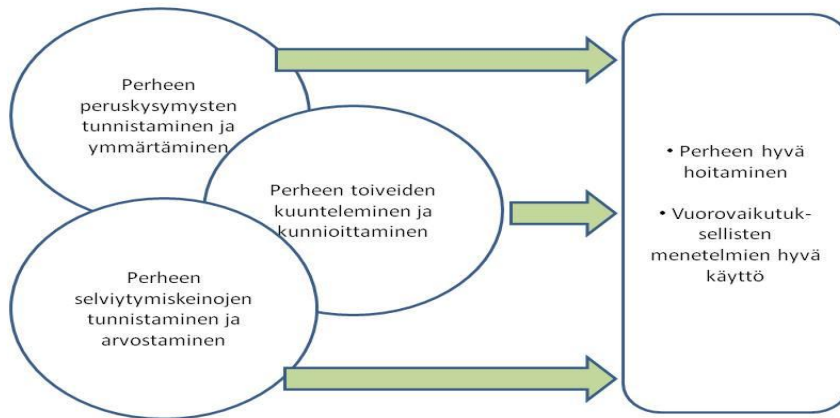 Perheen
peruskysymysten
tunnistaminen ja
ymmärtäminen
Perheen toiveiden
kuunteleminen ja
kunnioittaminen
Perheen
selviytymiskeinojen
tunnistaminen ja
arvostaminen
• Perheen hyvä
hoitaminen
• Vuorovaikutuk-
sellisten
menetelmien hyvä
käyttö